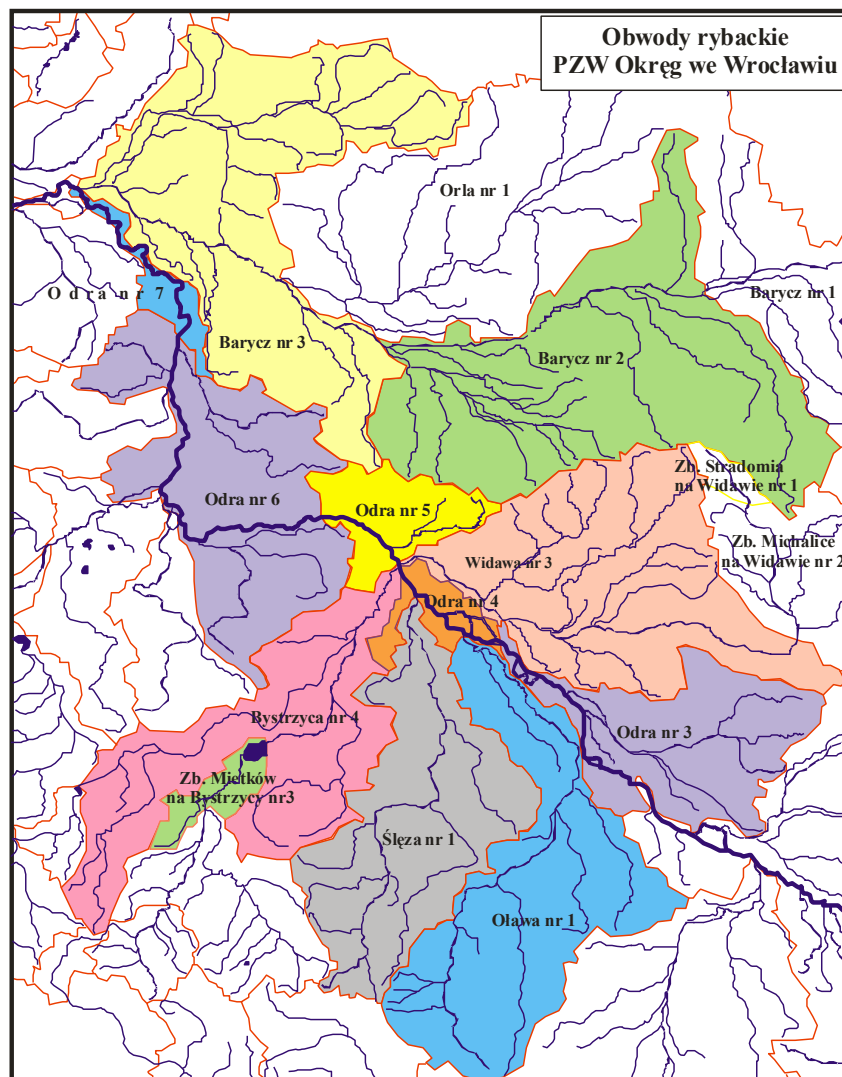 Obwody rybackie
PZW Okręg we Wrocławiu
Orla nr 1
Odra nr 7
Barycz nr 1
Barycz nr 3
Barycz nr 2
Zb. Stradomia
na Widawie nr 1
Odra nr 6
Odra nr 5
Zb. Michalice
na Widawie nr 2
Widawa nr 3
Odra nr 4
Bystrzyca nr 4
Odra nr 3
Zb. Mietków
na Bystrzycy nr3
Ślęza nr 1
Oława nr 1